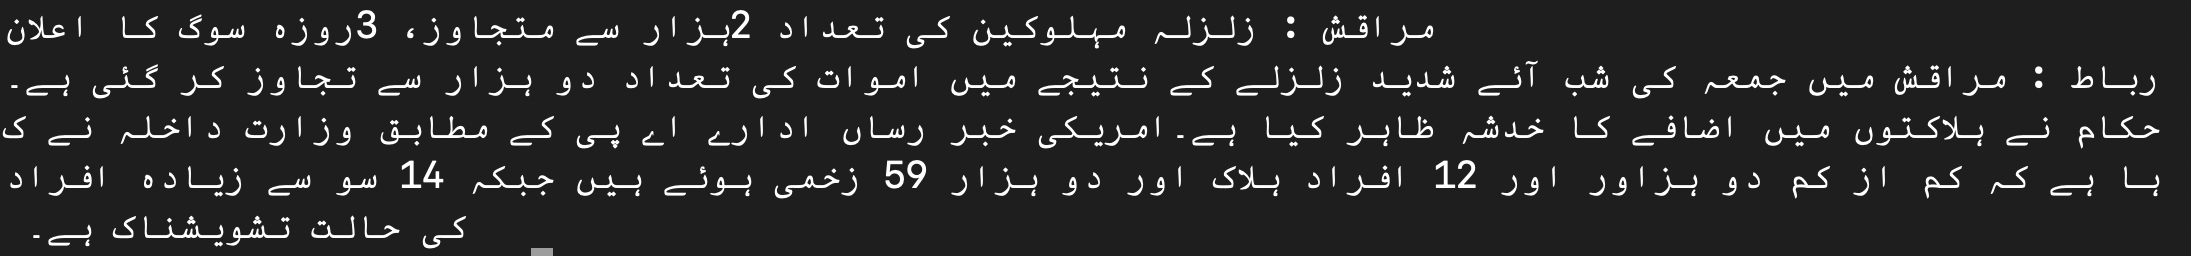 مراقش : زلزلہ مہلوکین کی تعداد 2ہزار سے متجاوز، 3روزہ سوگ کا اعلان
رباط : مراقش میں جمعہ کی شب آئے شدید زلزلے کے نتیجے میں اموات کی تعداد دو ہزار سے تجاوز کر گئی ہے۔
حکام نے ہلاکتوں میں اضافے کا خدشہ ظاہر کیا ہے۔امریکی خبر رساں ادارے اے پی کے مطابق وزارت داخلہ نے ک
ہا ہے کہ کم از کم دو ہزاور اور 12 افراد ہلاک اور دو ہزار 59 زخمی ہوئے ہیں جبکہ 14 سو سے زیادہ افراد
کی حالت تشویشناک ہے۔